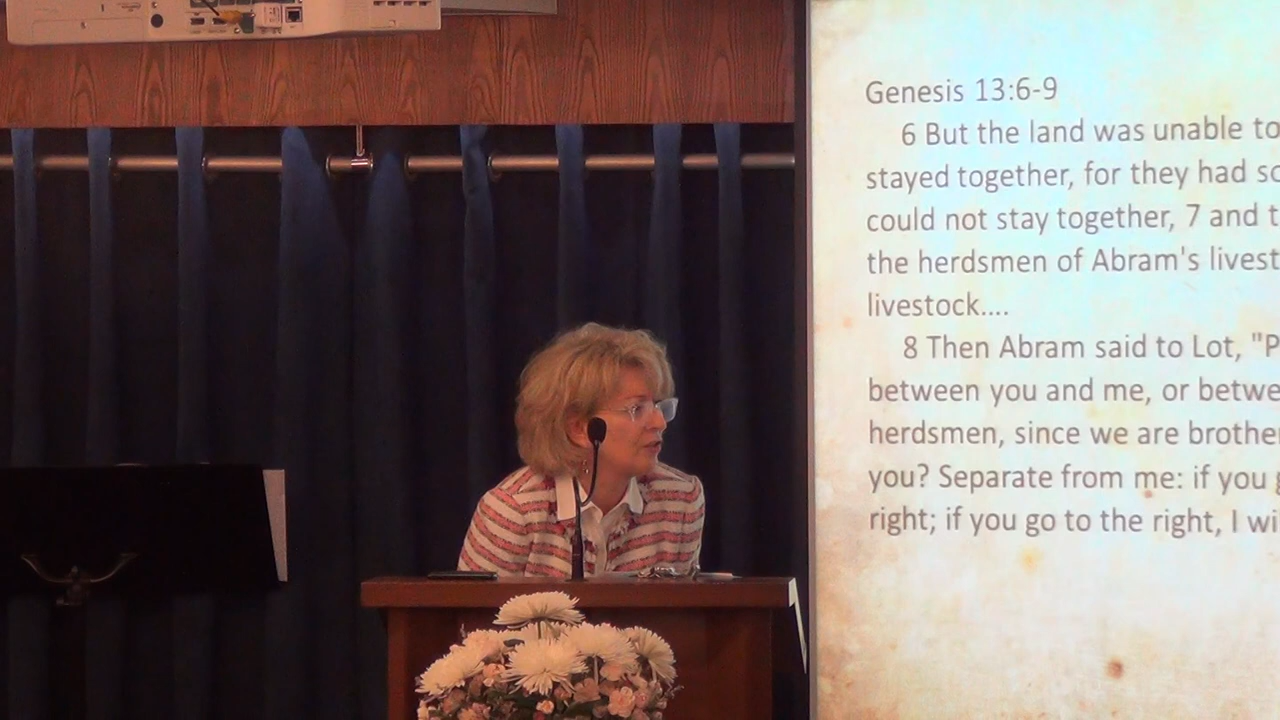 Genesis 13:6-9
6 But the land was unable to
stayed together, for they had so
could not stay together, 7 and t
the herdsmen of Abram's livest
livestock....
8 Then Abram said to Lot, "P
between you and me, or betwe
herdsmen, since we are brother
you? Separate from me: if you g
right; if you go to the right, I wi